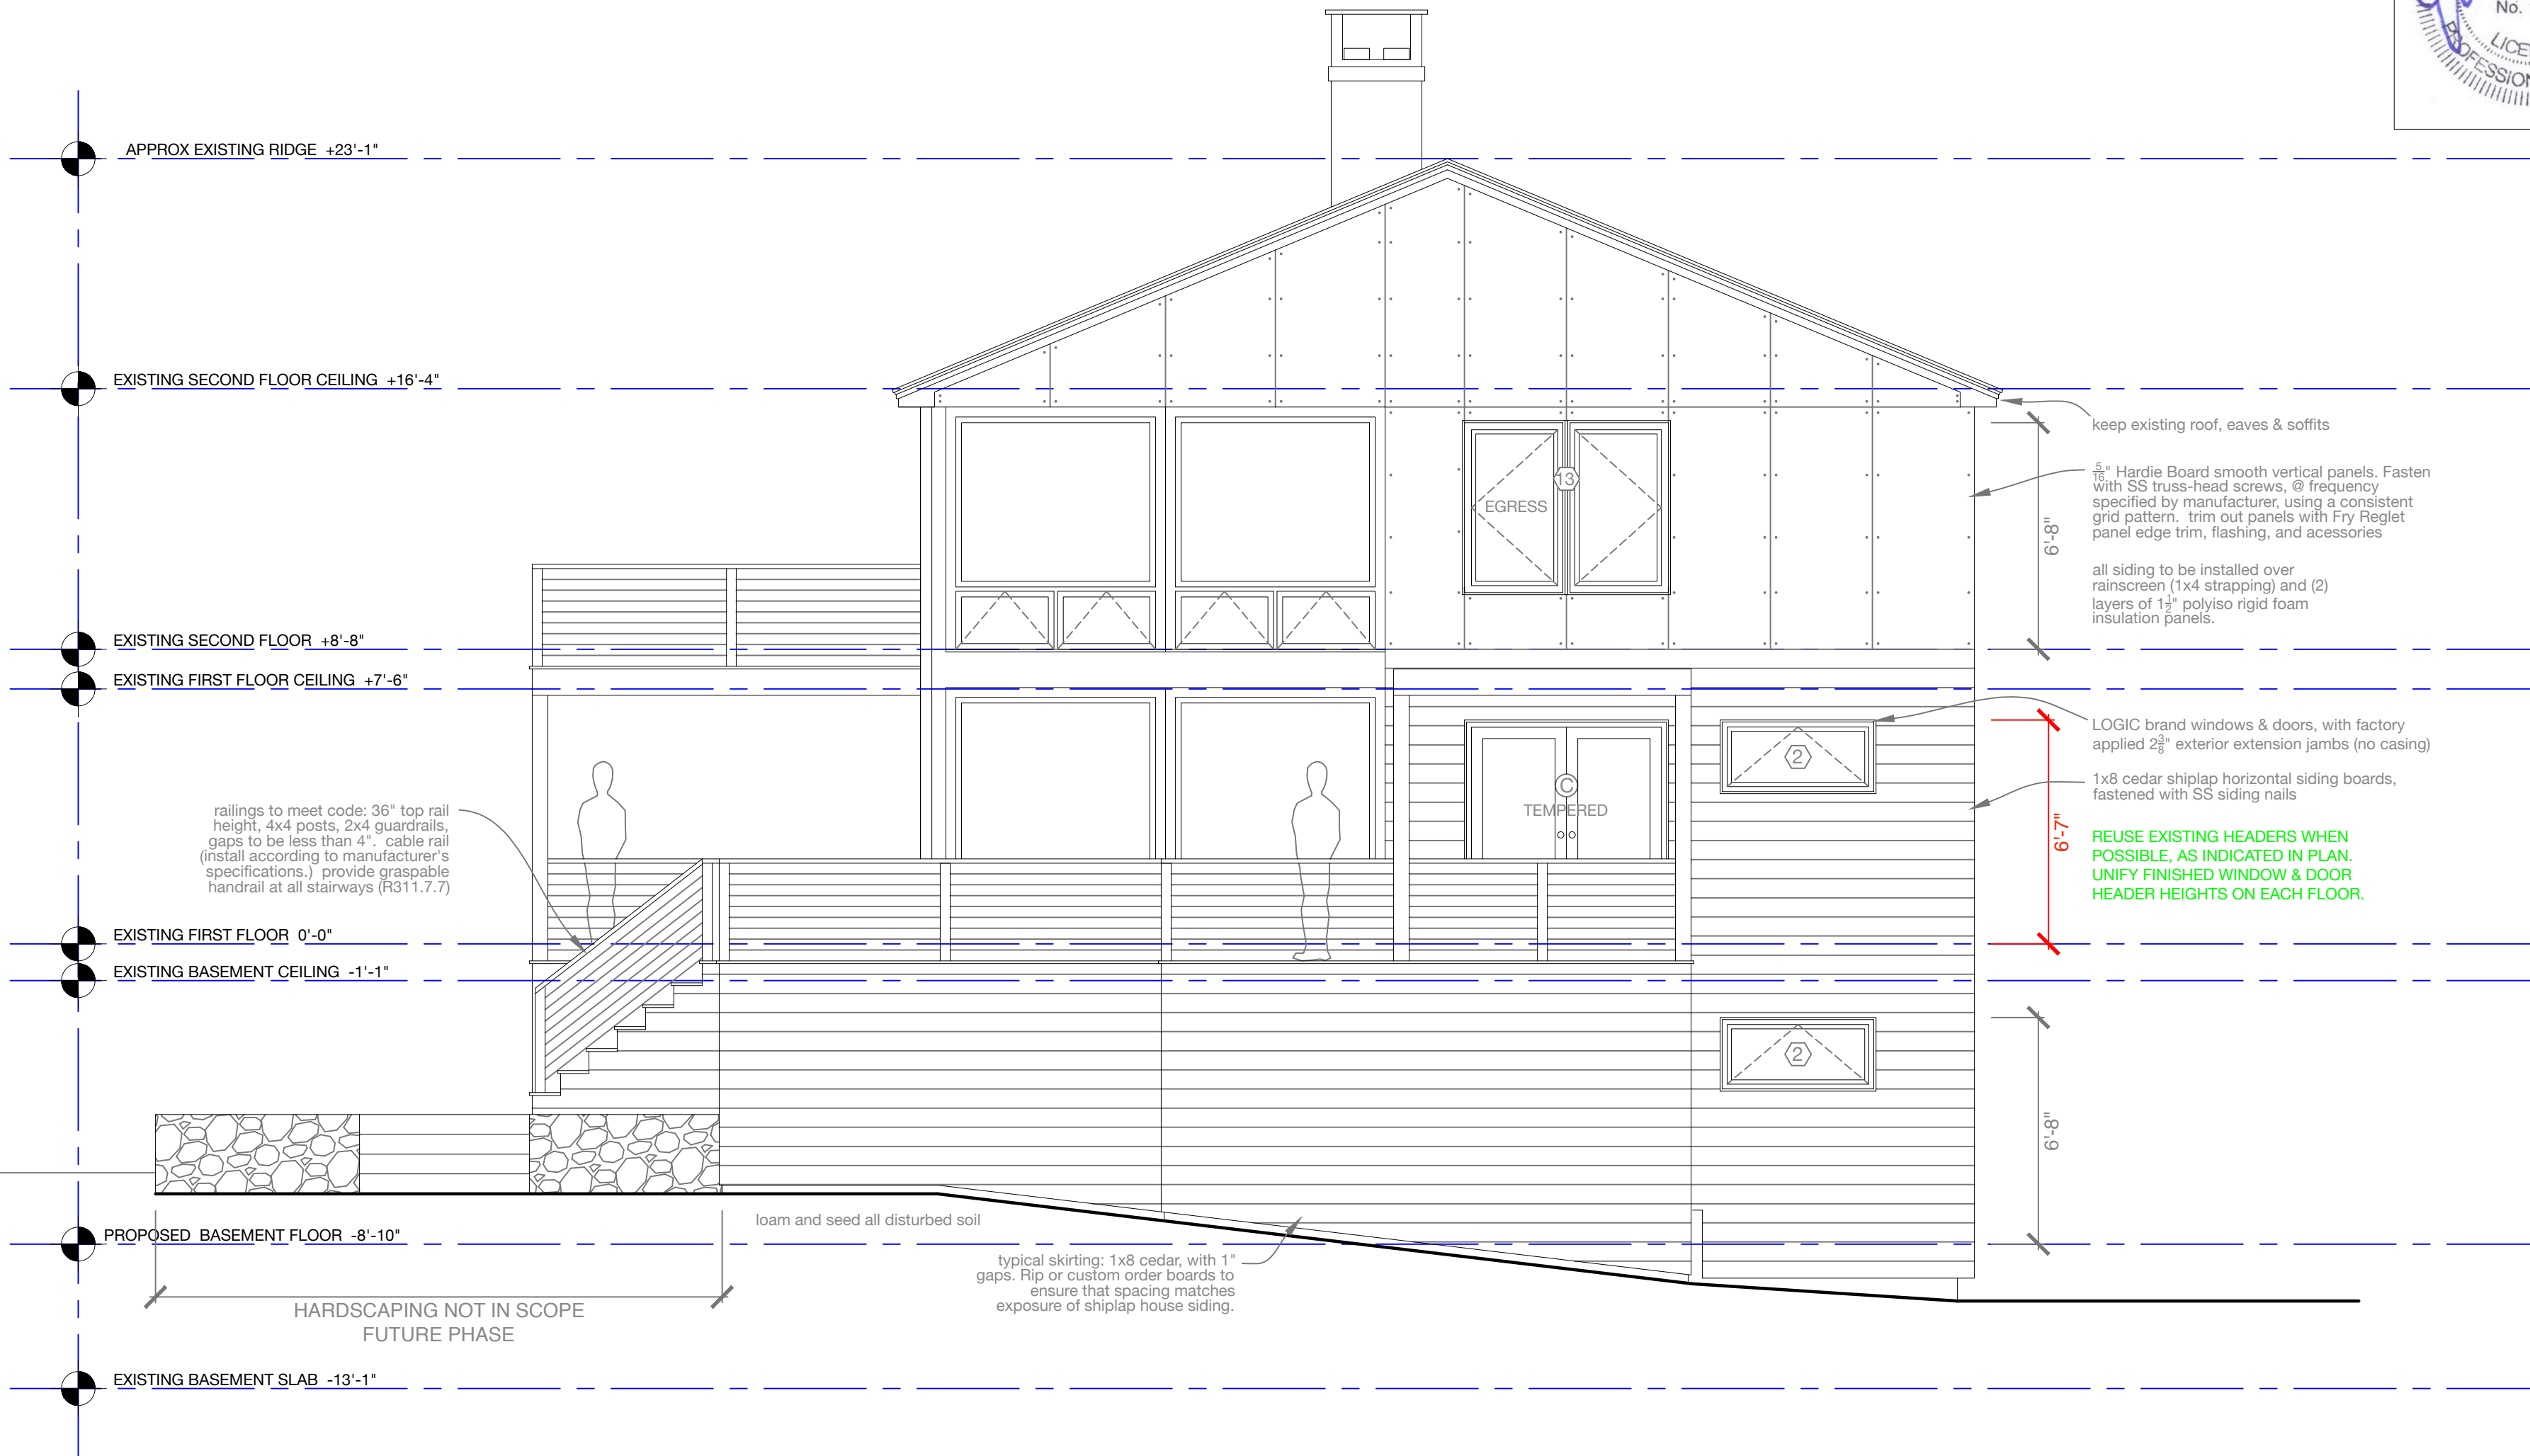 No.
LICE
PROFESSION
APPROX EXISTING RIDGE +23'-1"
EXISTING SECOND FLOOR CEILING +16'-4"
EXISTING SECOND FLOOR +8'-8"
EXISTING FIRST FLOOR CEILING +7'-6"
EXISTING FIRST FLOOR 0'-0"
EXISTING BASEMENT CEILING -1'-1"
PROPOSED BASEMENT FLOOR -8'-10"
EXISTING BASEMENT SLAB -13'-1"
railings to meet code: 36" top rail
height, 4x4 posts, 2x4 guardrails,
gaps to be less than 4". cable rail
(install according to manufacturer's
specifications.) provide graspable
handrail at all stairways (R311.7.7)
HARDSCAPING NOT IN SCOPE
FUTURE PHASE
loam and seed all disturbed soil
typical skirting: 1x8 cedar, with 1"
gaps. Rip or custom order boards to
ensure that spacing matches
exposure of shiplap house siding.
13
EGRESS
C
TEMPERED
2
2
6'-8"
6'-7"
6'-8"
keep existing roof, eaves & soffits
5/16" Hardie Board smooth vertical panels. Fasten
with SS truss-head screws, @ frequency
specified by manufacturer, using a consistent
grid pattern. trim out panels with Fry Reglet
panel edge trim, flashing, and acessories
all siding to be installed over
rainscreen (1x4 strapping) and (2)
layers of 1 1/2" polyiso rigid foam
insulation panels.
LOGIC brand windows & doors, with factory
applied 2 3/8" exterior extension jambs (no casing)
1x8 cedar shiplap horizontal siding boards,
fastened with SS siding nails
REUSE EXISTING HEADERS WHEN
POSSIBLE, AS INDICATED IN PLAN.
UNIFY FINISHED WINDOW & DOOR
HEADER HEIGHTS ON EACH FLOOR.